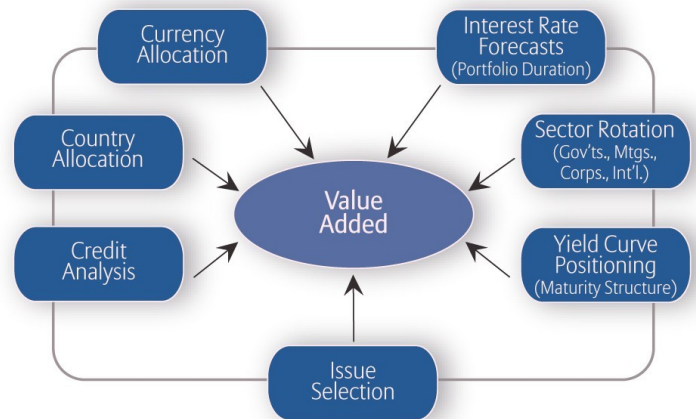 Currency
Allocation
Interest Rate
Forecasts
(Portfolio Duration)
Country
Allocation
Sector Rotation
(Gov'ts., Mtgs.,
Corps., Int'l.)
Value
Added
Credit
Analysis
Yield Curve
Positioning
(Maturity Structure)
Issue
Selection